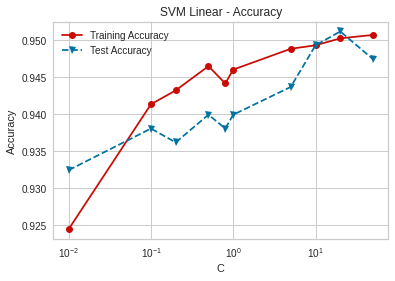 SVM Linear - Accuracy
Training Accuracy
Test Accuracy
0.950
0.945
0.940
0.935
0.930
0.925
Accuracy
10⁻² 10⁻¹ 10⁰ 10¹
C